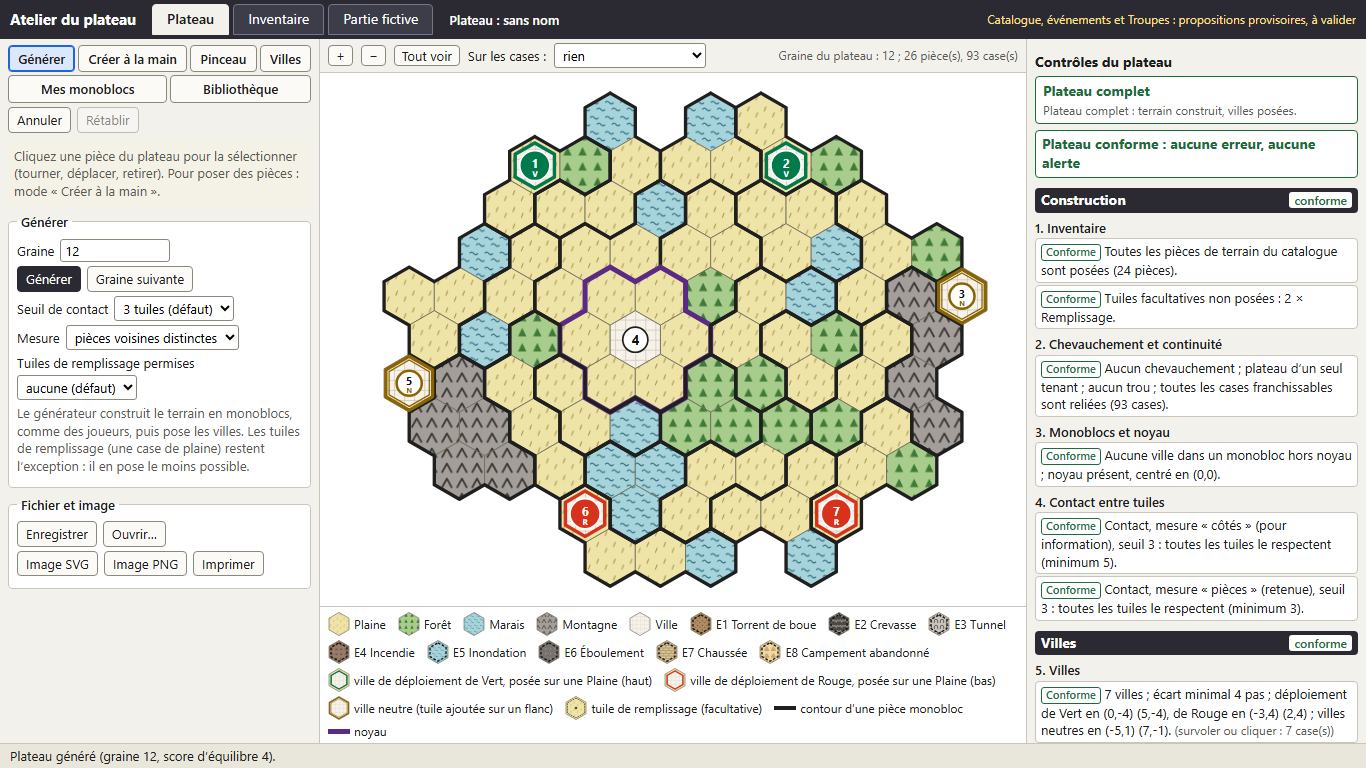 Atelier du plateau
Plateau
Inventaire
Partie fictive
Plateau : sans nom
Catalogue, événements et Troupes : propositions provisoires, à valider
Générer
Créer à la main
Pinceau
Villes
Mes monoblocs
Bibliothèque
Annuler
Rétablir
Cliquez une pièce du plateau pour la sélectionner
(tourner, déplacer, retirer). Pour poser des pièces :
mode « Créer à la main ».
Générer
Graine 12
Générer
Graine suivante
Seuil de contact 3 tuiles (défaut)
Mesure pièces voisines distinctes
Tuiles de remplissage permises
aucune (défaut)
Le générateur construit le terrain en monoblocs,
comme des joueurs, puis pose les villes. Les tuiles
de remplissage (une case de plaine) restent
l'exception : il en pose le moins possible.
Fichier et image
Enregistrer
Ouvrir...
Image SVG
Image PNG
Imprimer
+
−
Tout voir
Sur les cases : rien
Graine du plateau : 12 ; 26 pièce(s), 93 case(s)
1
V
2
V
3
N
4
5
N
6
R
7
R
Plaine
Forêt
Marais
Montagne
Ville
E1 Torrent de boue
E2 Crevasse
E3 Tunnel
E4 Incendie
E5 Inondation
E6 Éboulement
E7 Chaussée
E8 Campement abandonné
ville de déploiement de Vert, posée sur une Plaine (haut)
ville de déploiement de Rouge, posée sur une Plaine (bas)
ville neutre (tuile ajoutée sur un flanc)
tuile de remplissage (facultative)
contour d'une pièce monobloc
noyau
Contrôles du plateau
Plateau complet
Plateau complet : terrain construit, villes posées.
Plateau conforme : aucune erreur, aucune
alerte
Construction
conforme
1. Inventaire
Conforme Toutes les pièces de terrain du catalogue
sont posées (24 pièces).
Conforme Tuiles facultatives non posées : 2 ×
Remplissage.
2. Chevauchement et continuité
Conforme Aucun chevauchement ; plateau d'un seul
tenant ; aucun trou ; toutes les cases franchissables
sont reliées (93 cases).
3. Monoblocs et noyau
Conforme Aucune ville dans un monobloc hors noyau
; noyau présent, centré en (0,0).
4. Contact entre tuiles
Conforme Contact, mesure « côtés » (pour
information), seuil 3 : toutes les tuiles le respectent
(minimum 5).
Conforme Contact, mesure « pièces » (retenue), seuil
3 : toutes les tuiles le respectent (minimum 3).
Villes
conforme
5. Villes
Conforme 7 villes ; écart minimal 4 pas ; déploiement
de Vert en (0,-4) (5,-4), de Rouge en (-3,4) (2,4) ; villes
neutres en (-5,1) (7,-1). (survoler ou cliquer : 7 case(s))
Plateau généré (graine 12, score d'équilibre 4).